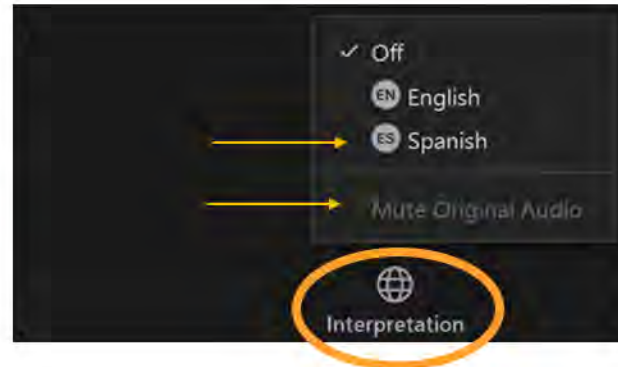 ✓ Off
EN English
ES Spanish
Mute Original Audio
Interpretation